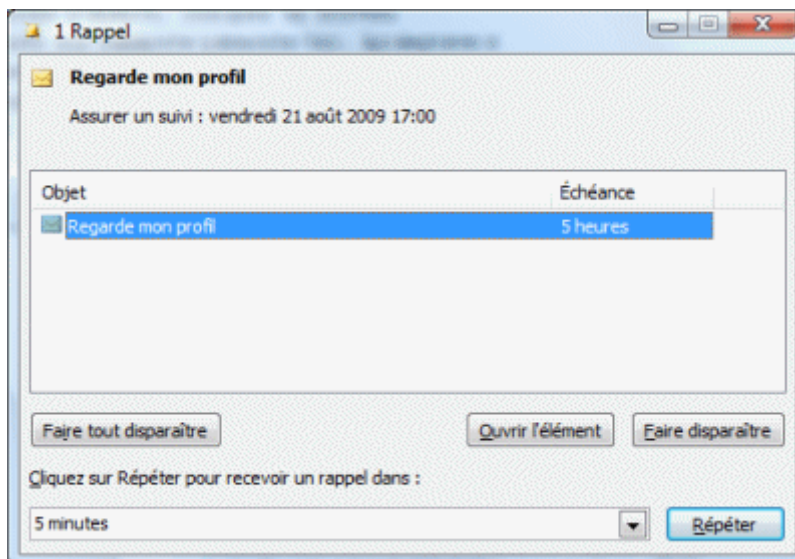 1 Rappel
Regarde mon profil
Assurer un suivi : vendredi 21 août 2009 17:00
Objet Échéance
Regarde mon profil 5 heures
Faire tout disparaître Ouvrir l'élément Faire disparaître
Cliquez sur Répéter pour recevoir un rappel dans :
5 minutes Répéter